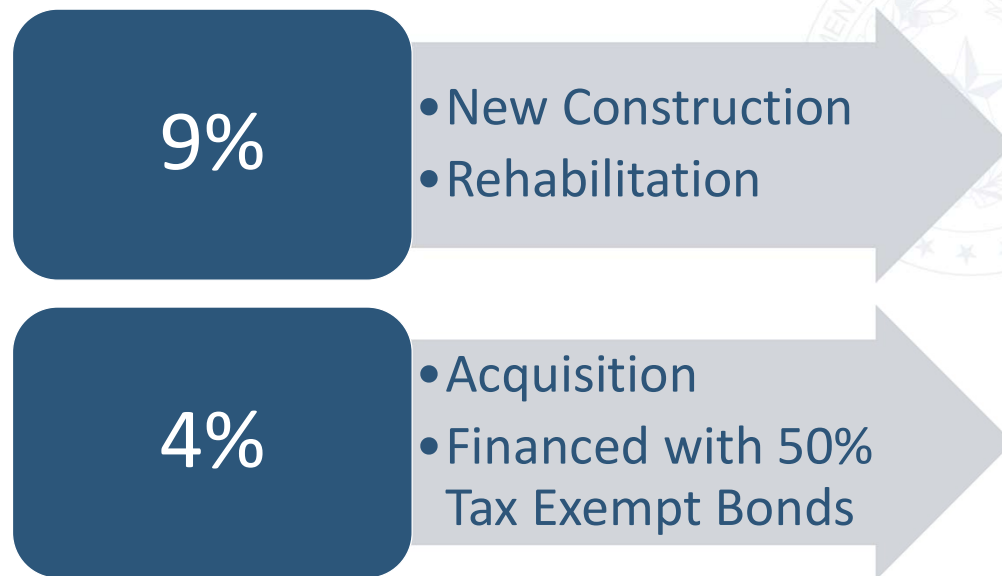 9%
•New Construction
•Rehabilitation
4%
•Acquisition
•Financed with 50%
Tax Exempt Bonds